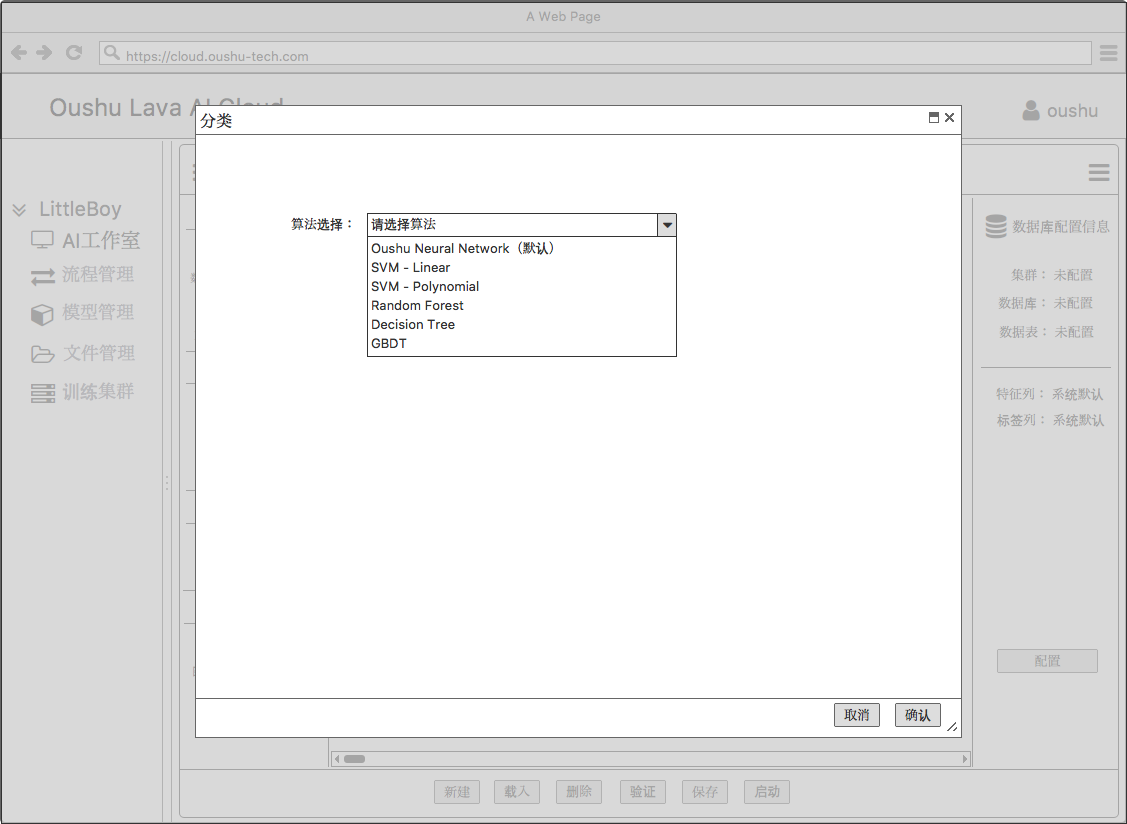 A Web Page
https://cloud.oushu-tech.com
Oushu Lava AI Cloud
oushu
分类
LittleBoy
AI工作室
流程管理
模型管理
文件管理
训练集群
算法选择：
请选择算法
Oushu Neural Network（默认）
SVM - Linear
SVM - Polynomial
Random Forest
Decision Tree
GBDT
数据库配置信息
集群： 未配置
数据库： 未配置
数据表： 未配置
特征列： 系统默认
标签列： 系统默认
配置
取消
确认
新建
载入
删除
验证
保存
启动